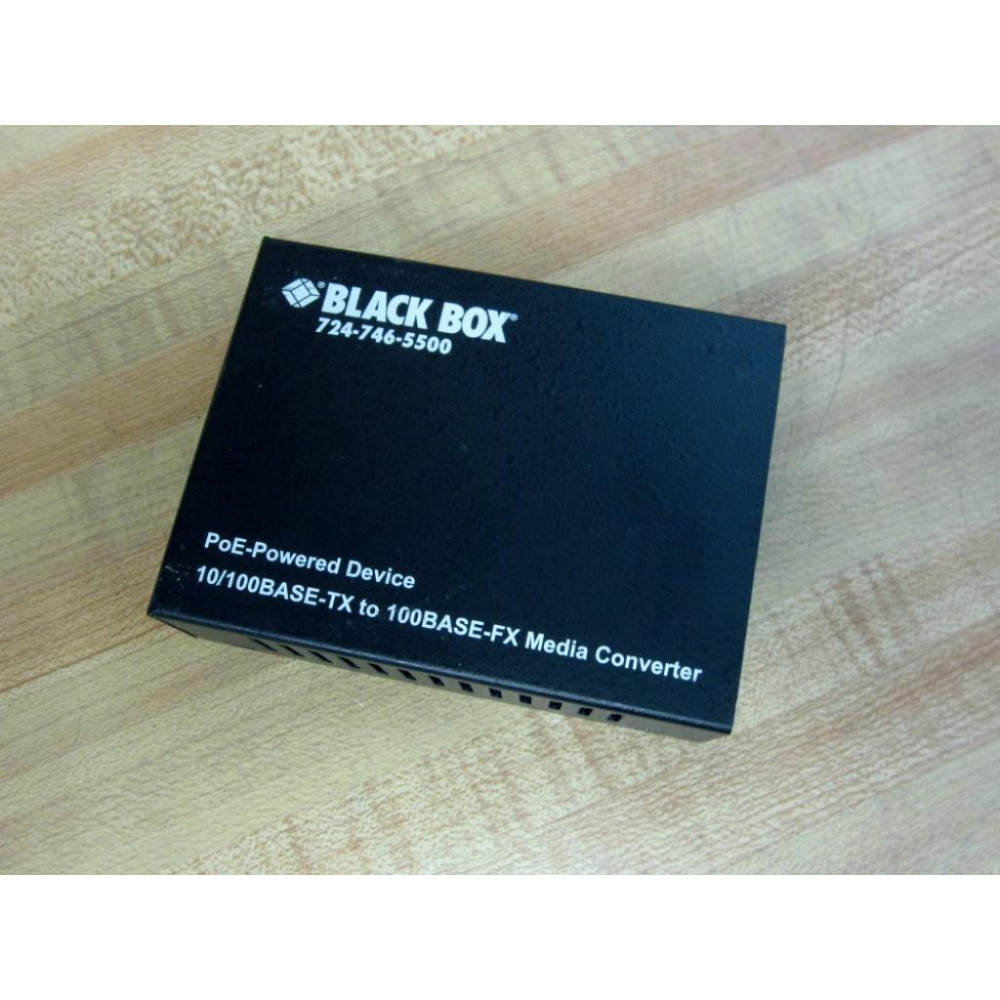 BLACK BOX®
724-746-5500
PoE-Powered Device
10/100BASE-TX to 100BASE-FX Media Converter